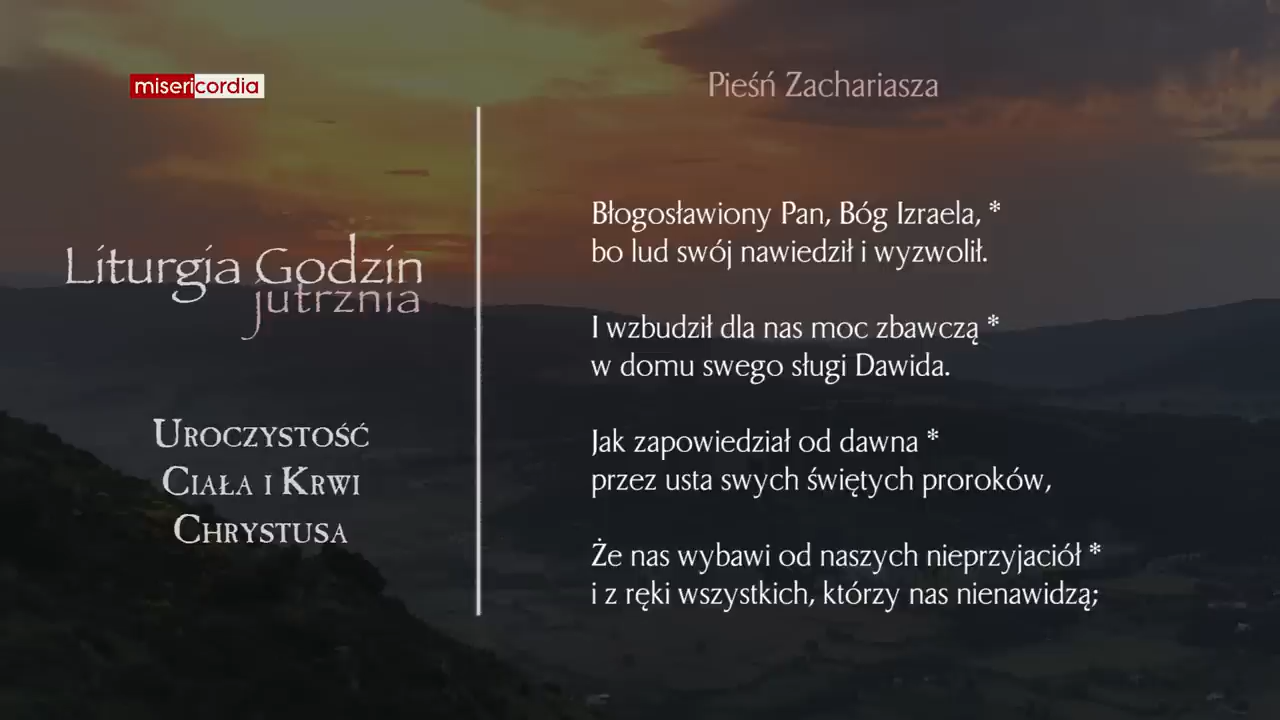 misericordia
Liturgia Godzin
jutrznia
Uroczystość
Ciała i Krwi
Chrystusa
Pieśń Zachariasza
Błogosławiony Pan, Bóg Izraela, *
bo lud swój nawiedził i wyzwolił.
I wzbudził dla nas moc zbawczą *
w domu swego sługi Dawida.
Jak zapowiedział od dawna *
przez usta swych świętych proroków,
Że nas wybawi od naszych nieprzyjaciół *
i z ręki wszystkich, którzy nas nienawidzą;